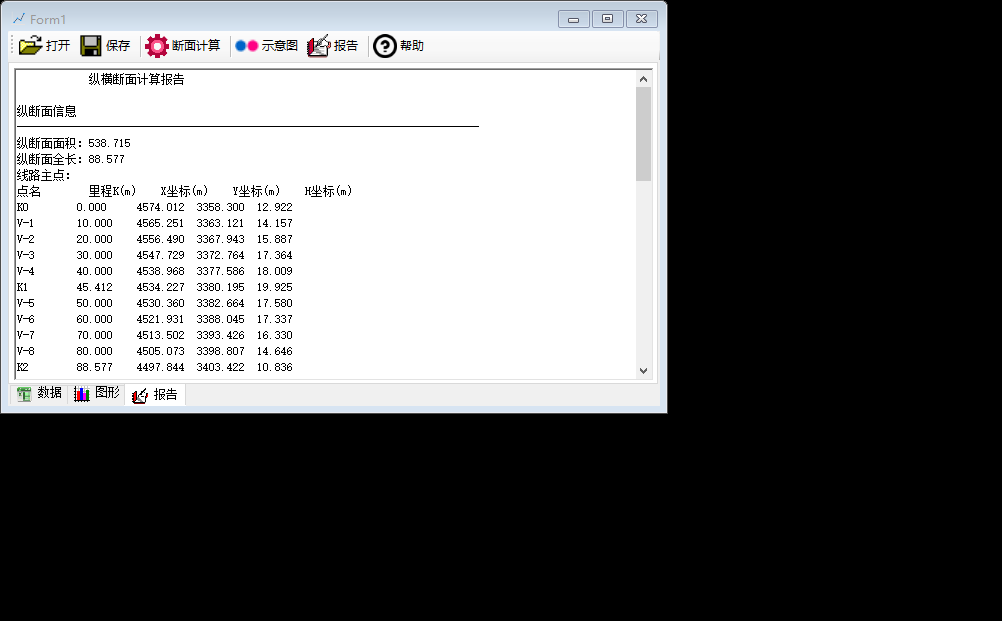 Form1
打开 保存 断面计算 示意图 报告 帮助
纵横断面计算报告
纵断面信息
纵断面面积：538.715
纵断面全长：88.577
线路主点：
点名 里程K(m) X坐标(m) Y坐标(m) H坐标(m)
K0 0.000 4574.012 3358.300 12.922
V-1 10.000 4565.251 3363.121 14.157
V-2 20.000 4556.490 3367.943 15.887
V-3 30.000 4547.729 3372.764 17.364
V-4 40.000 4538.968 3377.586 18.009
K1 45.412 4534.227 3380.195 19.925
V-5 50.000 4530.360 3382.664 17.580
V-6 60.000 4521.931 3388.045 17.337
V-7 70.000 4513.502 3393.426 16.330
V-8 80.000 4505.073 3398.807 14.646
K2 88.577 4497.844 3403.422 10.836
数据 图形 报告